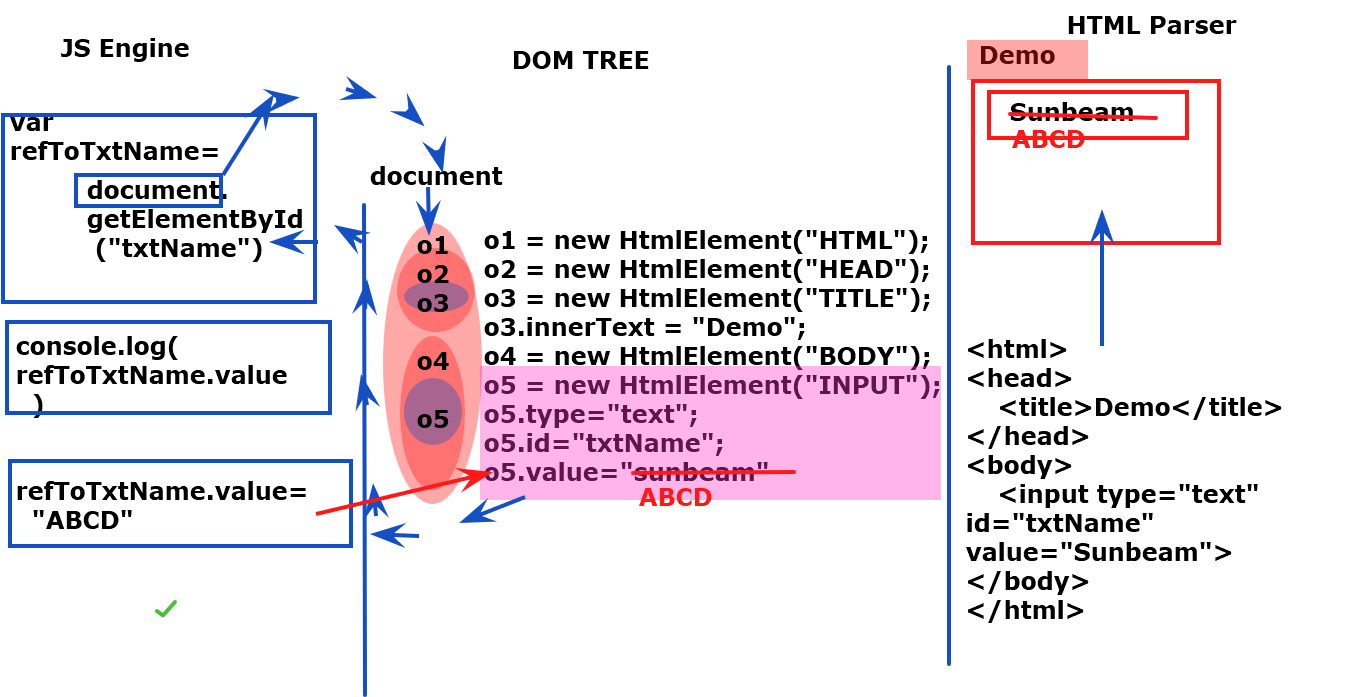 JS Engine
var
refToTxtName=
document.
getElementById
("txtName")
console.log(
refToTxtName.value
)
refToTxtName.value=
"ABCD"
DOM TREE
document
o1
o2
o3
o4
o5
o1 = new HtmlElement("HTML");
o2 = new HtmlElement("HEAD");
o3 = new HtmlElement("TITLE");
o3.innerText = "Demo";
o4 = new HtmlElement("BODY");
o5 = new HtmlElement("INPUT");
o5.type="text";
o5.id="txtName";
o5.value="sunbeam"
ABCD
HTML Parser
Demo
Sunbeam
ABCD
<html>
<head>
<title>Demo</title>
</head>
<body>
<input type="text"
id="txtName"
value="Sunbeam">
</body>
</html>